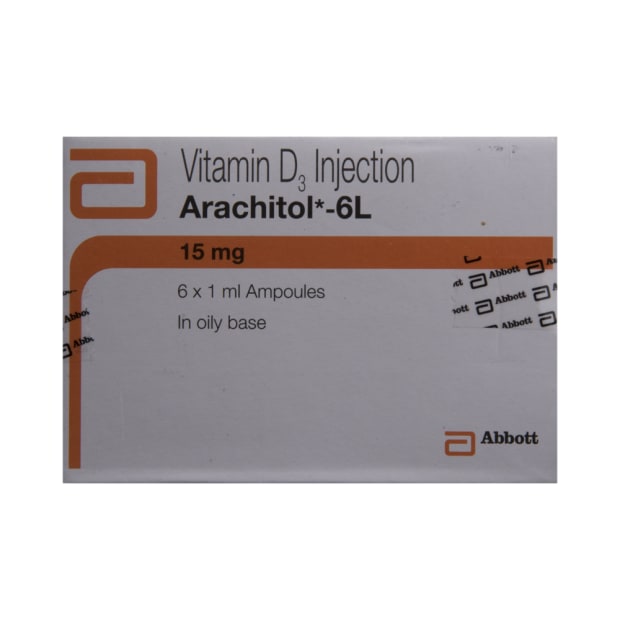 Vitamin D3 Injection
Arachitol*-6L
15 mg
6 x 1 ml Ampoules
In oily base
Abbott
Abbott
Abbott
Abbott
Abbott